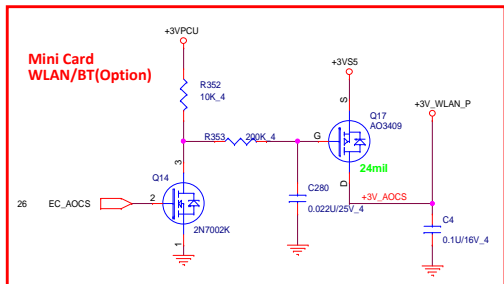 +3VPCU
Mini Card
WLAN/BT(Option)
+3VS5
R352
10K_4
+3V_WLAN_P
S
Q17
AO3409
R353
200K_4
G
3
24mil
Q14
D
+3V_AOCS
26
EC_AOCS
2
C280
0.022U/25V_4
C4
0.1U/16V_4
2N7002K
1